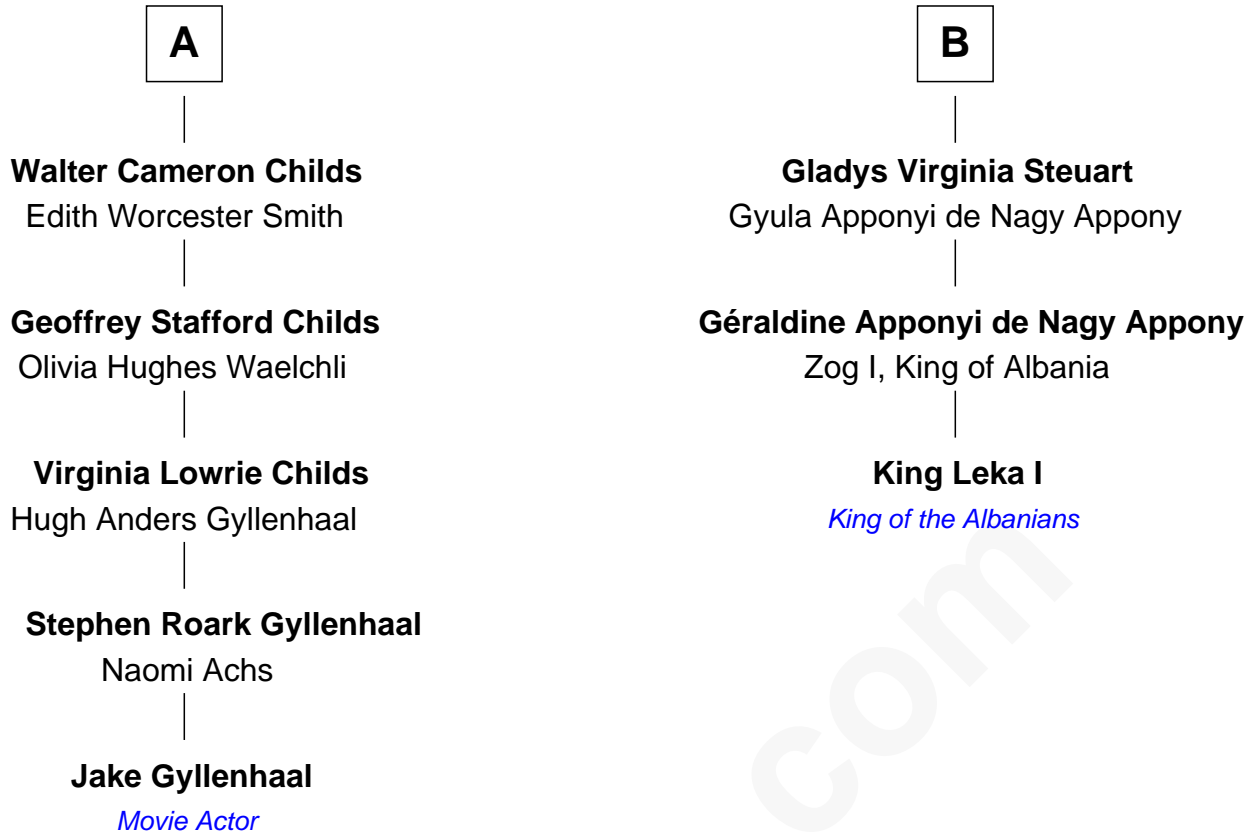 A
Walter Cameron Childs
Edith Worcester Smith
Geoffrey Stafford Childs
Olivia Hughes Waelchli
Virginia Lowrie Childs
Hugh Anders Gyllenhaal
Stephen Roark Gyllenhaal
Naomi Achs
Jake Gyllenhaal
Movie Actor
B
Gladys Virginia Steuart
Gyula Apponyi de Nagy Appony
Géraldine Apponyi de Nagy Appony
Zog I, King of Albania
King Leka I
King of the Albanians
com